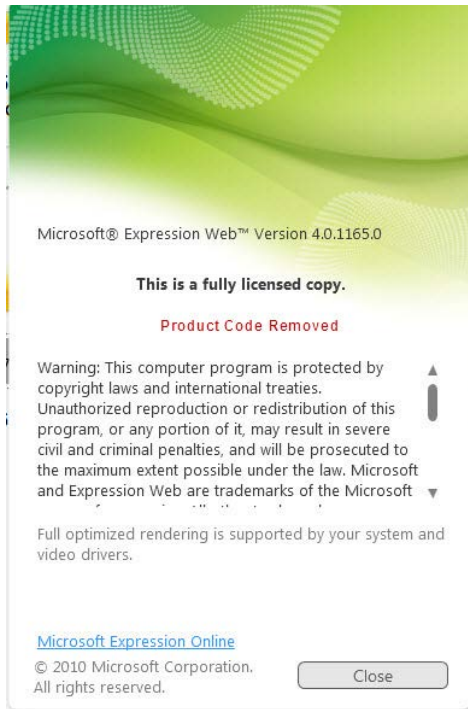 Microsoft® Expression Web™ Version 4.0.1165.0
This is a fully licensed copy.
Product Code Removed
Warning: This computer program is protected by
copyright laws and international treaties.
Unauthorized reproduction or redistribution of this
program, or any portion of it, may result in severe
civil and criminal penalties, and will be prosecuted to
the maximum extent possible under the law. Microsoft
and Expression Web are trademarks of the Microsoft
Full optimized rendering is supported by your system and
video drivers.
Microsoft Expression Online
© 2010 Microsoft Corporation.
All rights reserved.
Close